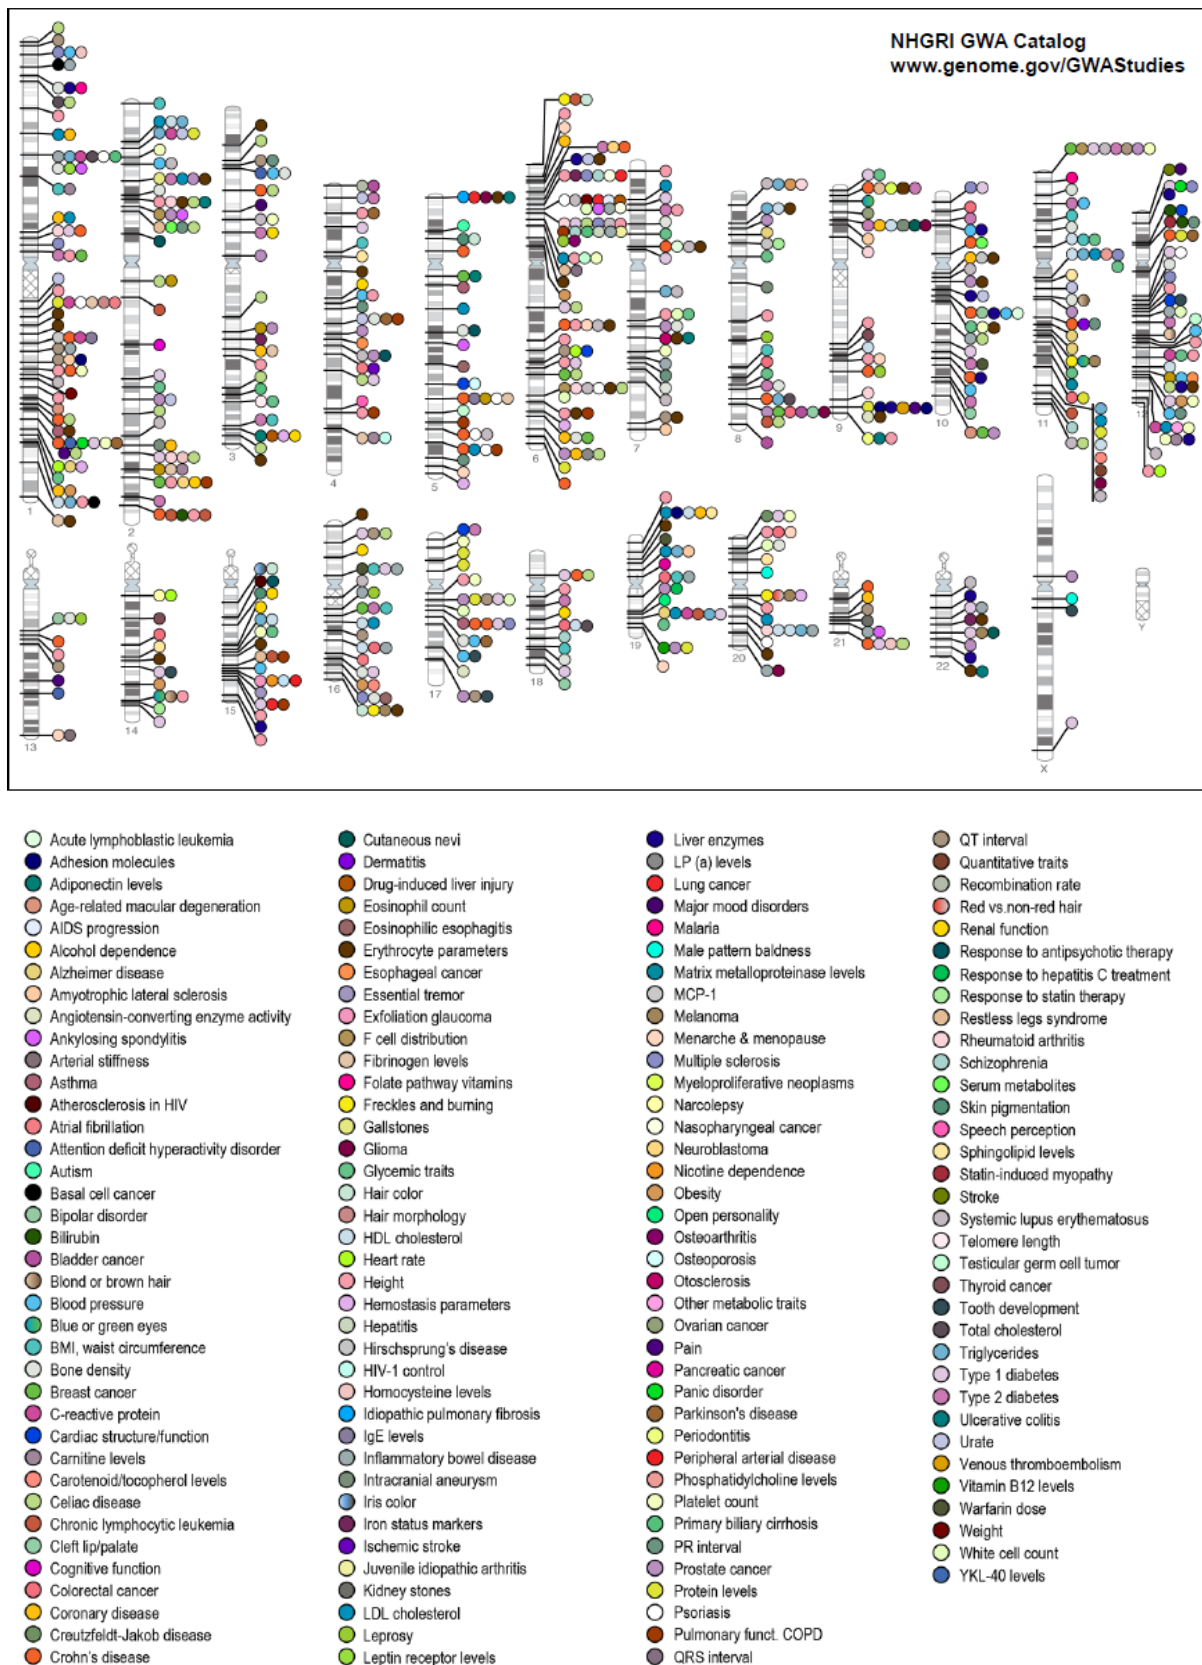 NHGRI GWA Catalog
www.genome.gov/GWAStudies
1
2
3
4
5
6
7
8
9
10
11
12
13
14
15
16
17
18
19
20
21
22
X
Y
Acute lymphoblastic leukemia
Adhesion molecules
Adiponectin levels
Age-related macular degeneration
AIDS progression
Alcohol dependence
Alzheimer disease
Amyotrophic lateral sclerosis
Angiotensin-converting enzyme activity
Ankylosing spondylitis
Arterial stiffness
Asthma
Atherosclerosis in HIV
Atrial fibrillation
Attention deficit hyperactivity disorder
Autism
Basal cell cancer
Bipolar disorder
Bilirubin
Bladder cancer
Blond or brown hair
Blood pressure
Blue or green eyes
BMI, waist circumference
Bone density
Breast cancer
C-reactive protein
Cardiac structure/function
Carnitine levels
Carotenoid/tocopherol levels
Celiac disease
Chronic lymphocytic leukemia
Cleft lip/palate
Cognitive function
Colorectal cancer
Coronary disease
Creutzfeldt-Jakob disease
Crohn's disease
Cutaneous nevi
Dermatitis
Drug-induced liver injury
Eosinophil count
Eosinophilic esophagitis
Erythrocyte parameters
Esophageal cancer
Essential tremor
Exfoliation glaucoma
F cell distribution
Fibrinogen levels
Folate pathway vitamins
Freckles and burning
Gallstones
Glioma
Glycemic traits
Hair color
Hair morphology
HDL cholesterol
Heart rate
Height
Hemostasis parameters
Hepatitis
Hirschsprung's disease
HIV-1 control
Homocysteine levels
Idiopathic pulmonary fibrosis
IgE levels
Inflammatory bowel disease
Intracranial aneurysm
Iris color
Iron status markers
Ischemic stroke
Juvenile idiopathic arthritis
Kidney stones
LDL cholesterol
Leprosy
Leptin receptor levels
Liver enzymes
LP (a) levels
Lung cancer
Major mood disorders
Malaria
Male pattern baldness
Matrix metalloproteinase levels
MCP-1
Melanoma
Menarche & menopause
Multiple sclerosis
Myeloproliferative neoplasms
Narcolepsy
Nasopharyngeal cancer
Neuroblastoma
Nicotine dependence
Obesity
Open personality
Osteoarthritis
Osteoporosis
Otosclerosis
Other metabolic traits
Ovarian cancer
Pain
Pancreatic cancer
Panic disorder
Parkinson's disease
Periodontitis
Peripheral arterial disease
Phosphatidylcholine levels
Platelet count
Primary biliary cirrhosis
PR interval
Prostate cancer
Protein levels
Psoriasis
Pulmonary funct. COPD
QRS interval
QT interval
Quantitative traits
Recombination rate
Red vs.non-red hair
Renal function
Response to antipsychotic therapy
Response to hepatitis C treatment
Response to statin therapy
Restless legs syndrome
Rheumatoid arthritis
Schizophrenia
Serum metabolites
Skin pigmentation
Speech perception
Sphingolipid levels
Statin-induced myopathy
Stroke
Systemic lupus erythematosus
Telomere length
Testicular germ cell tumor
Thyroid cancer
Tooth development
Total cholesterol
Triglycerides
Type 1 diabetes
Type 2 diabetes
Ulcerative colitis
Urate
Venous thromboembolism
Vitamin B12 levels
Warfarin dose
Weight
White cell count
YKL-40 levels